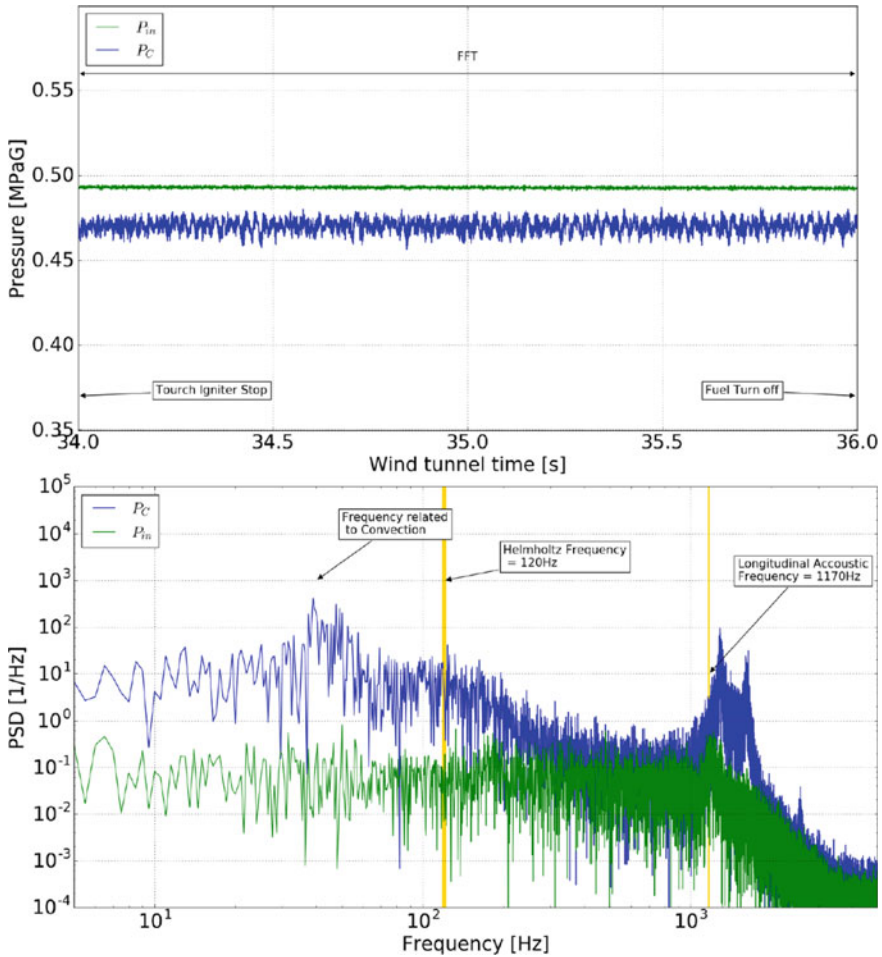 P_in
P_C
FFT
Pressure [MPaG]
0.55
0.50
0.45
0.40
0.35
Tourch Igniter Stop
Fuel Turn off
34.0 34.5 35.0 35.5 36.0
Wind tunnel time [s]
P_C
P_in
Frequency related
to Convection
Helmholtz Frequency
= 120Hz
Longitudinal Accoustic
Frequency = 1170Hz
PSD [1/Hz]
10^5
10^4
10^3
10^2
10^1
10^0
10^-1
10^-2
10^-3
10^-4
10^1 10^2 10^3
Frequency [Hz]